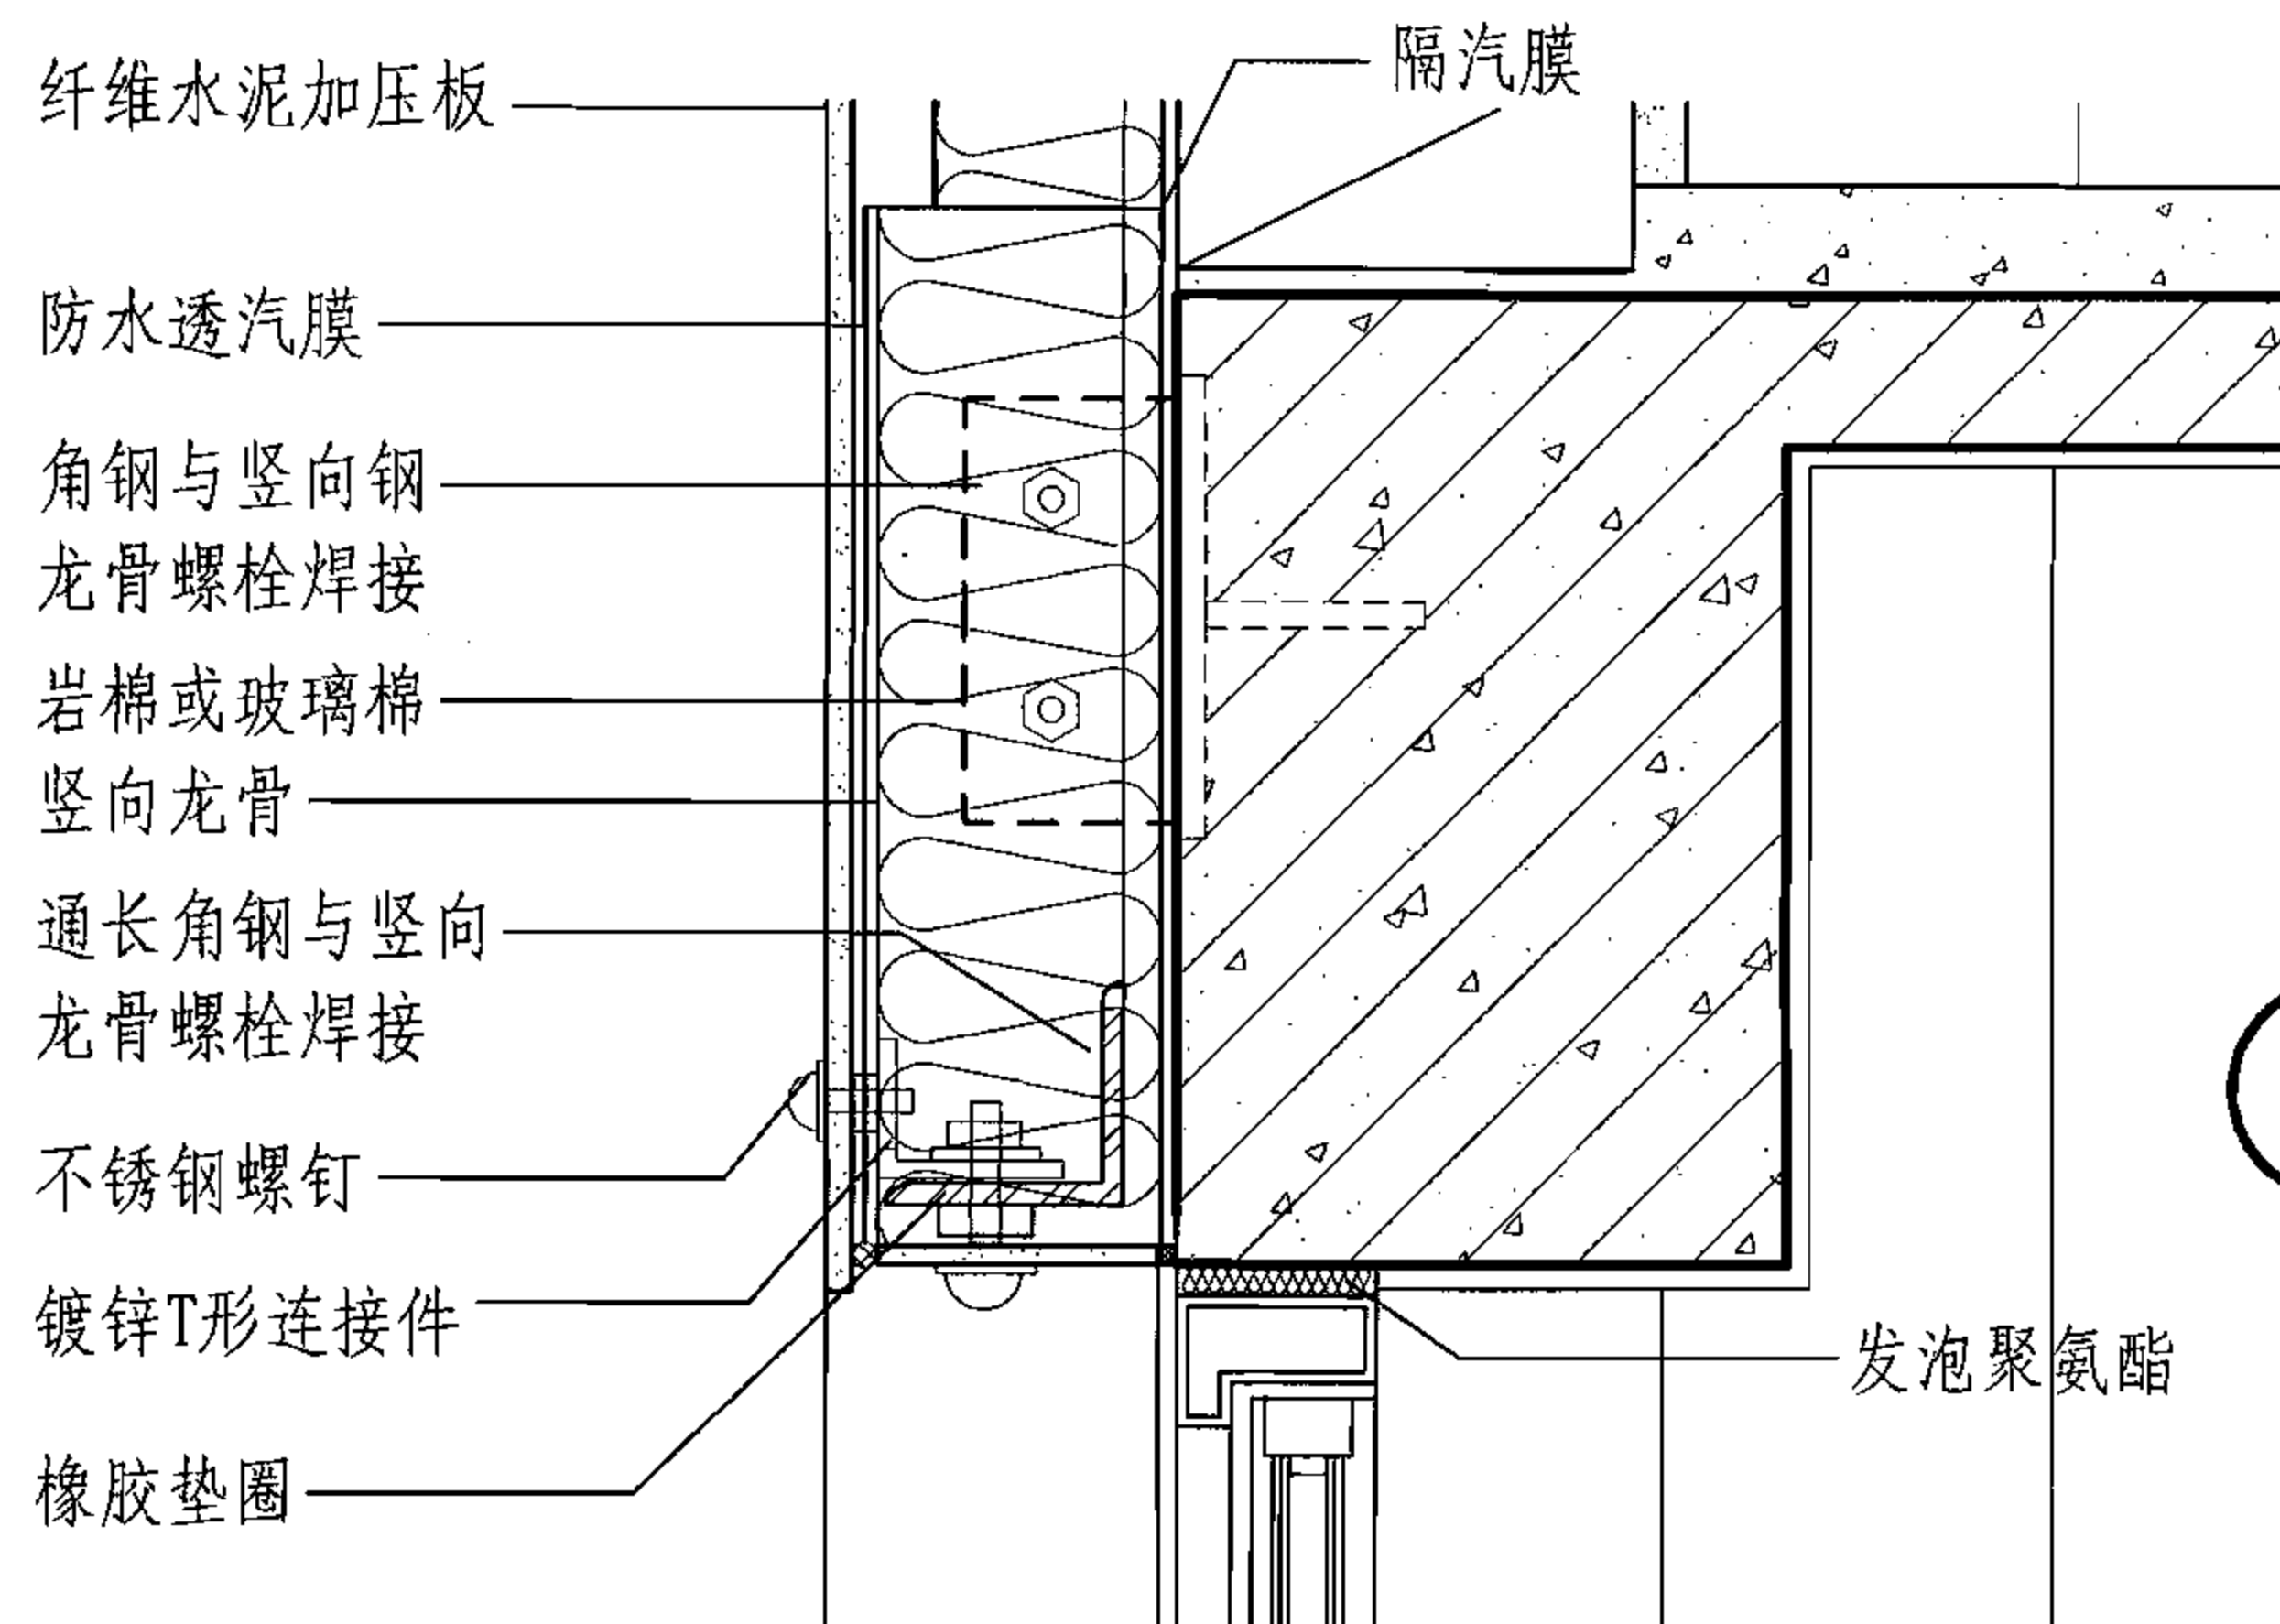 纤维水泥加压板
隔汽膜
防水透汽膜
角钢与竖向钢
龙骨螺栓焊接
岩棉或玻璃棉
竖向龙骨
通长角钢与竖向
龙骨螺栓焊接
不锈钢螺钉
镀锌T形连接件
发泡聚氨酯
橡胶垫圈